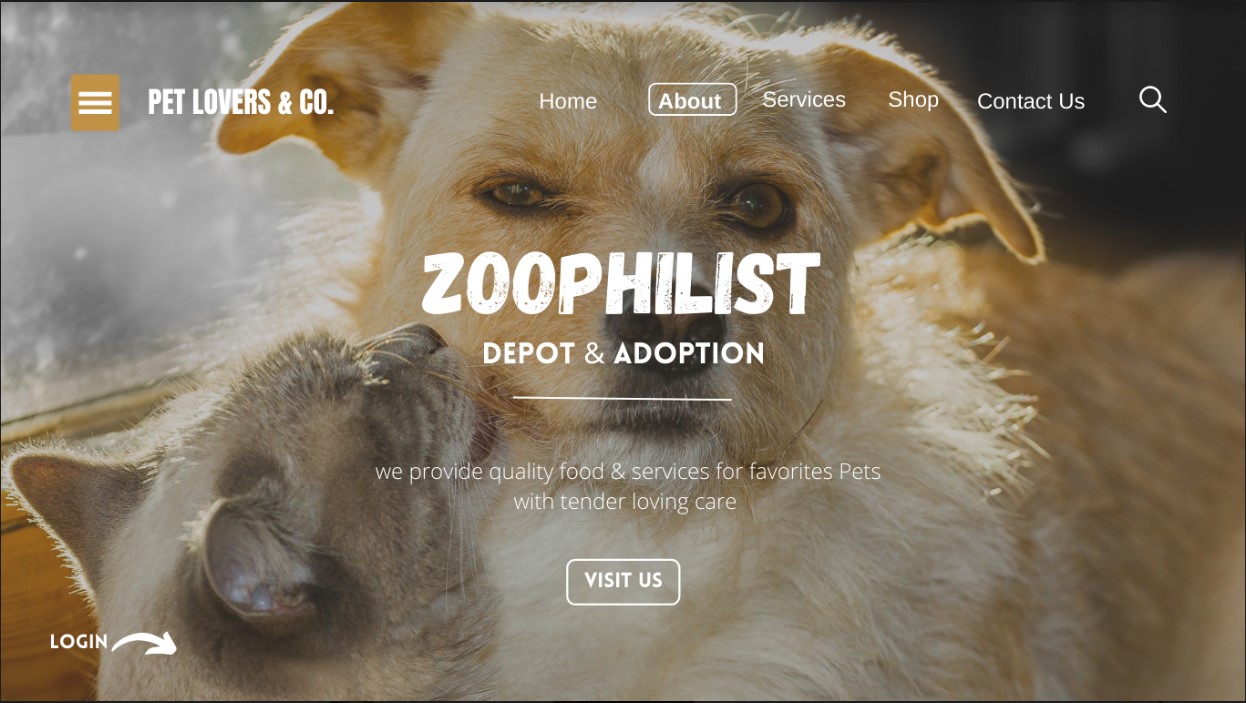 PET LOVERS & CO.
Home
About
Services
Shop
Contact Us
ZOOPHILIST
DEPOT & ADOPTION
we provide quality food & services for favorites Pets
with tender loving care
VISIT US
LOGIN